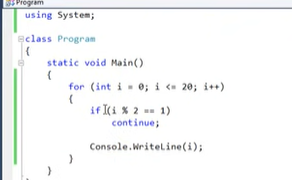 Program
using System;
class Program
{
static void Main()
{
for (int i = 0; i <= 20; i++)
{
if (i % 2 == 1)
continue;
Console.WriteLine(i);
}
}